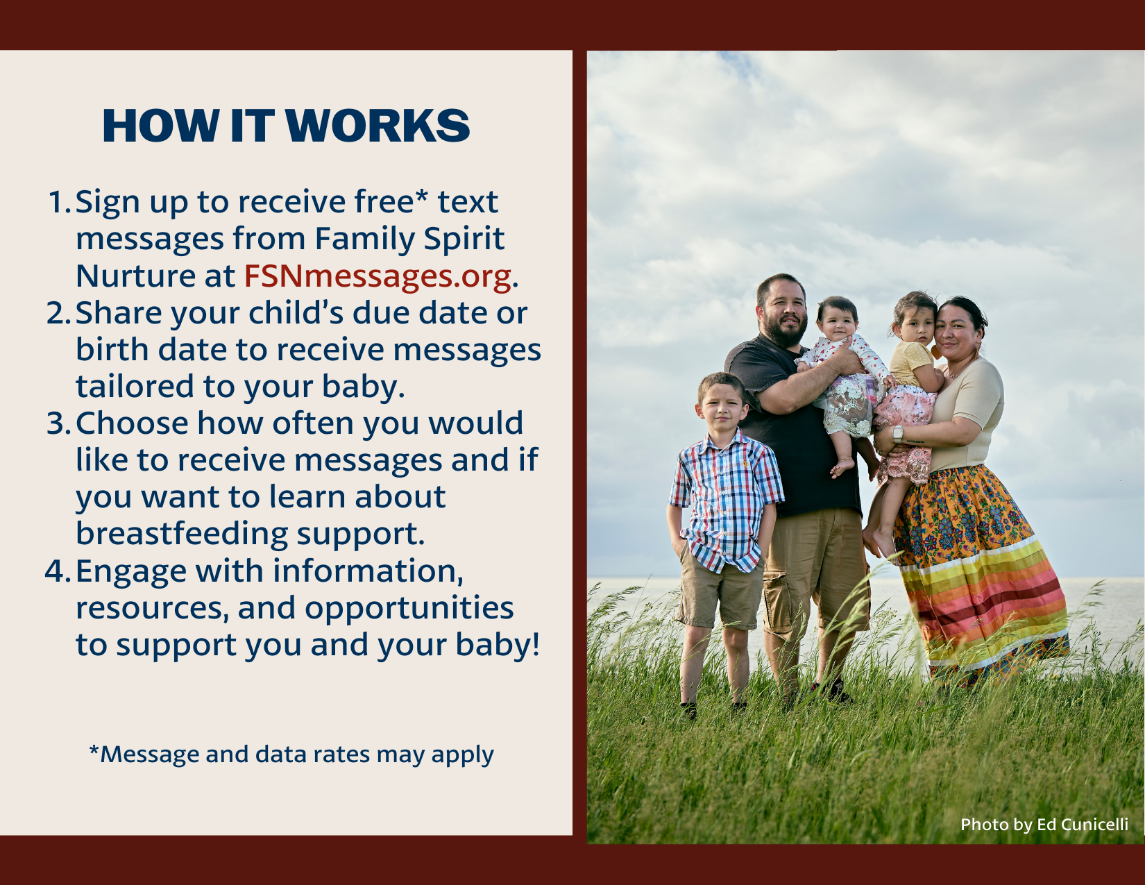 HOW IT WORKS
1. Sign up to receive free* text
messages from Family Spirit
Nurture at FSNmessages.org.
2. Share your child's due date or
birth date to receive messages
tailored to your baby.
3. Choose how often you would
like to receive messages and if
you want to learn about
breastfeeding support.
4. Engage with information,
resources, and opportunities
to support you and your baby!
*Message and data rates may apply
Photo by Ed Cunicelli